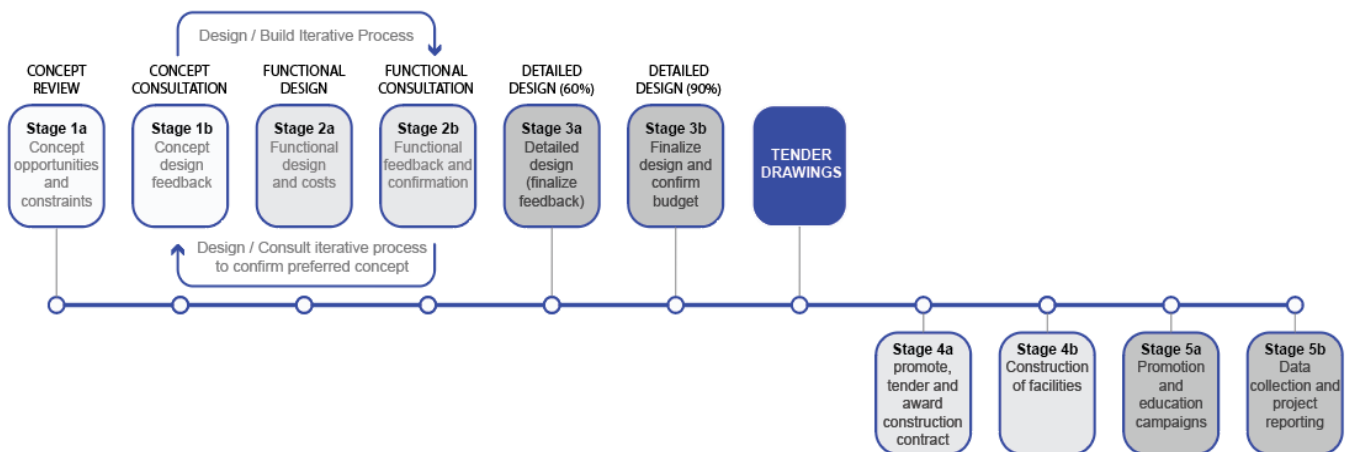 Design / Build Iterative Process
CONCEPT
REVIEW
CONCEPT
CONSULTATION
FUNCTIONAL
DESIGN
FUNCTIONAL
CONSULTATION
DETAILED
DESIGN (60%)
DETAILED
DESIGN (90%)
Stage 1a
Concept
opportunities
and
constraints
Stage 1b
Concept
design
feedback
Stage 2a
Functional
design
and costs
Stage 2b
Functional
feedback and
confirmation
Stage 3a
Detailed
design
(finalize
feedback)
Stage 3b
Finalize
design and
confirm
budget
TENDER
DRAWINGS
Design / Consult iterative process
to confirm preferred concept
Stage 4a
promote,
tender and
award
construction
contract
Stage 4b
Construction
of facilities
Stage 5a
Promotion
and
education
campaigns
Stage 5b
Data
collection and
project
reporting